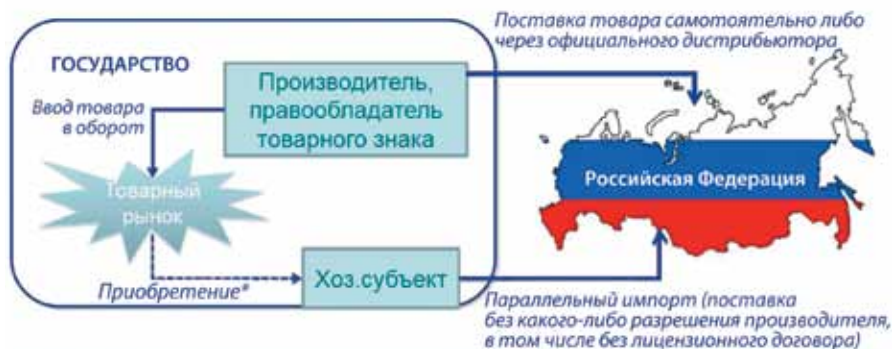 Поставка товара самотоятельно либо
через официального дистрибьютора
ГОСУДАРСТВО
Производитель,
правообладатель
товарного знака
Ввод товара
в оборот
Товарный
рынок
Российская Федерация
Приобретение*
Хоз.субъект
Параллельный импорт (поставка
без какого-либо разрешения производителя,
в том числе без лицензионного договора)